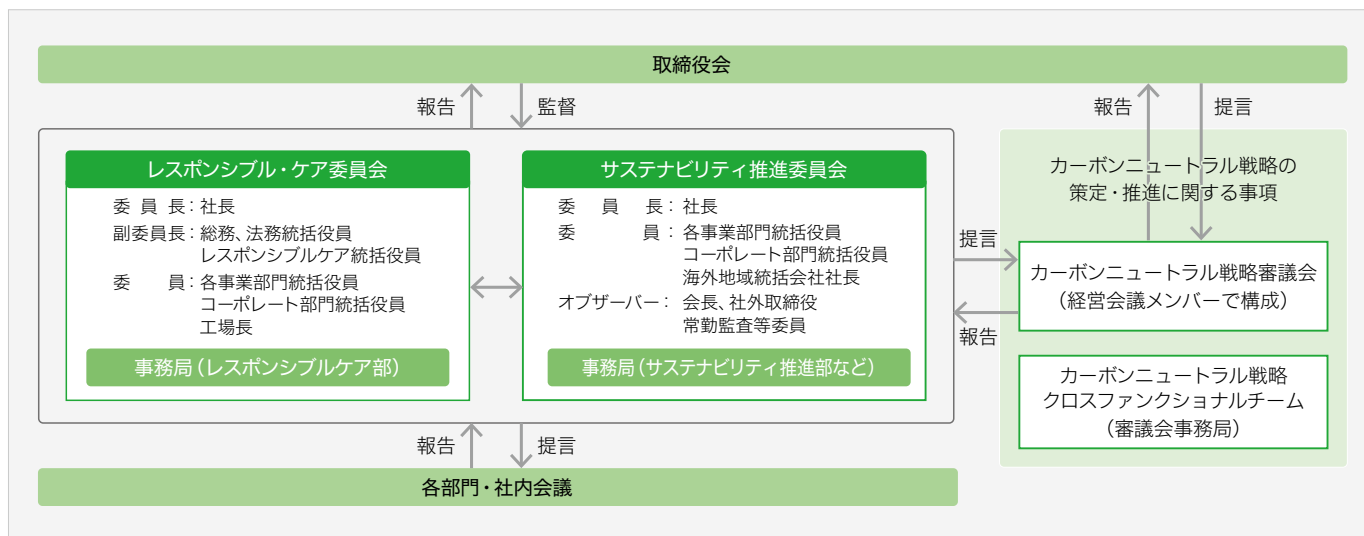 取締役会
報告
監督
報告
提言
レスポンシブル・ケア委員会
委員長：社長
副委員長：総務、法務統括役員
レスポンシブルケア統括役員
委員：各事業部門統括役員
コーポレート部門統括役員
工場長
事務局（レスポンシブルケア部）
サステナビリティ推進委員会
委員長：社長
委員：各事業部門統括役員
コーポレート部門統括役員
海外地域統括会社社長
オブザーバー：会長、社外取締役
常勤監査等委員
事務局（サステナビリティ推進部など）
提言
報告
カーボンニュートラル戦略の
策定・推進に関する事項
カーボンニュートラル戦略審議会
（経営会議メンバーで構成）
カーボンニュートラル戦略
クロスファンクショナルチーム
（審議会事務局）
報告
提言
各部門・社内会議